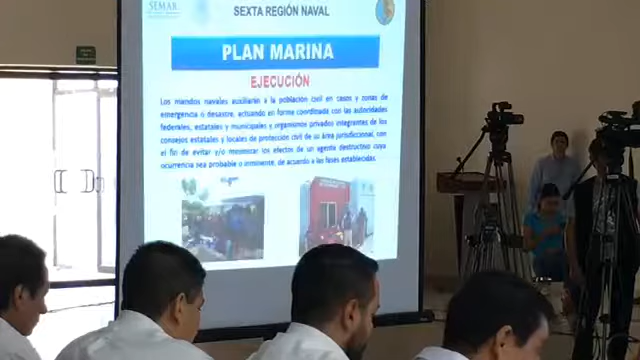 SEMAR
SEXTA REGIÓN NAVAL
PLAN MARINA
EJECUCIÓN
Los mandos navales auxiliarán a la población civil en casos y zonas de
emergencia o desastre, actuando en forma coordinada con las autoridades
federales, estatales y municipales y organismos privados integrantes de los
consejos estatales y locales de protección civil de su área jurisdiccional, con
el fin de evitar y/o minimizar los efectos de un agente destructivo cuya
ocurrencia sea probable o inminente, de acuerdo a las fases establecidas.